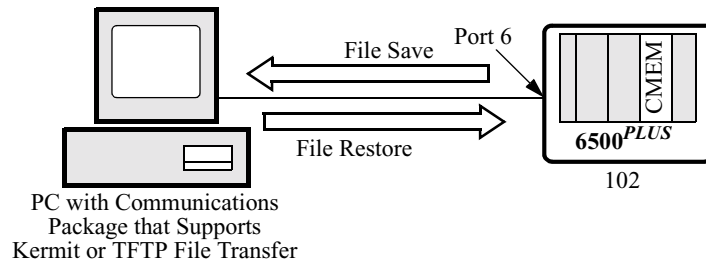 File Save
Port 6
CMEM
6500PLUS
File Restore
102
PC with Communications
Package that Supports
Kermit or TFTP File Transfer